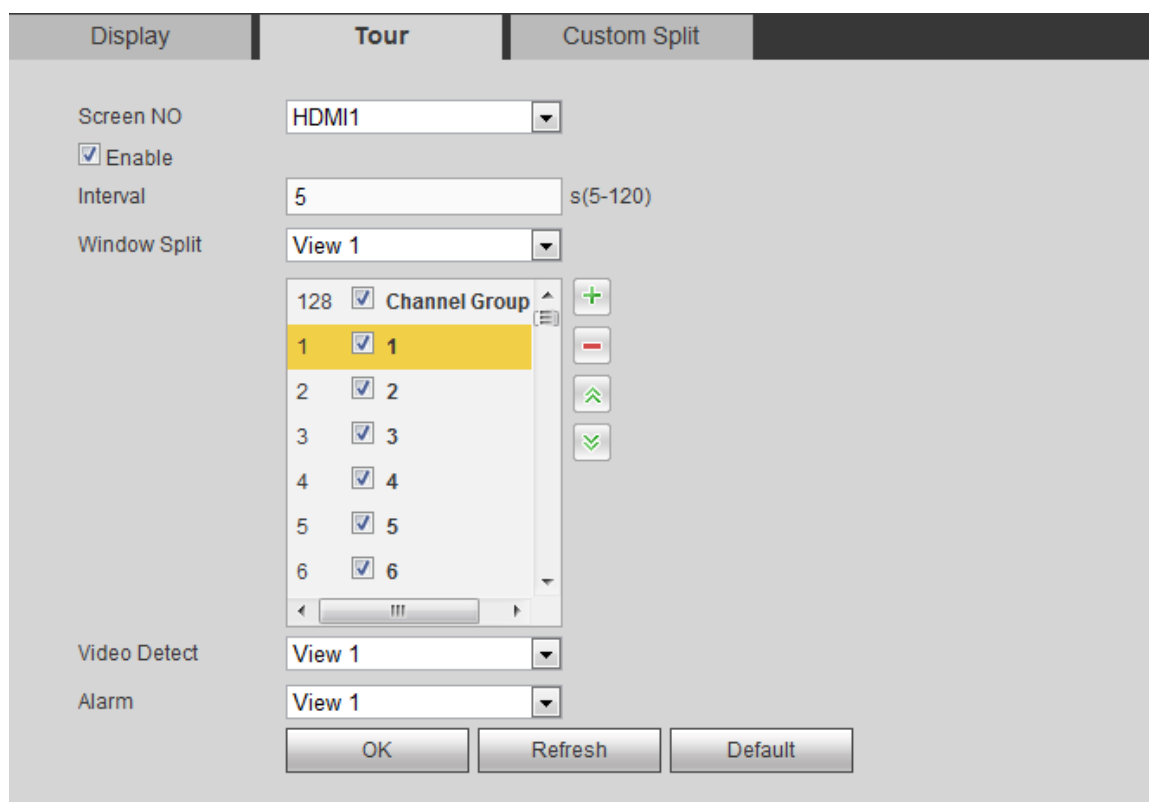 Display Tour Custom Split
Screen NO HDMI1
Enable
Interval 5 s(5-120)
Window Split View 1
128 Channel Group
1 1
2 2
3 3
4 4
5 5
6 6
Video Detect View 1
Alarm View 1
OK Refresh Default